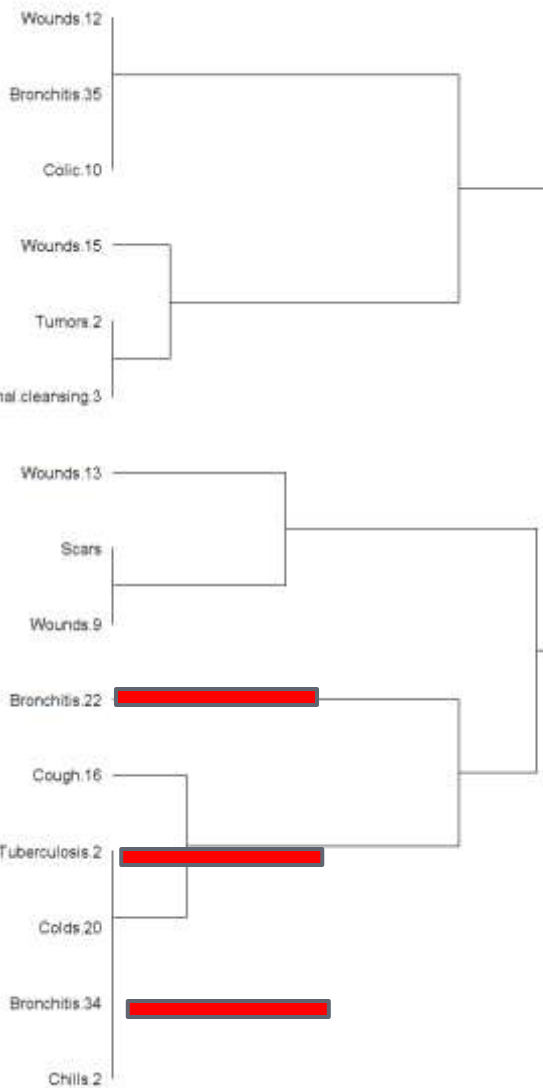 Wounds.12
Bronchitis.35
Colic.10
Wounds.15
Tumors.2
nal.cleansing.3
Wounds.13
Scars
Wounds.9
Bronchitis.22
Cough.16
Tuberculosis.2
Colds.20
Bronchitis.34
Chills.2